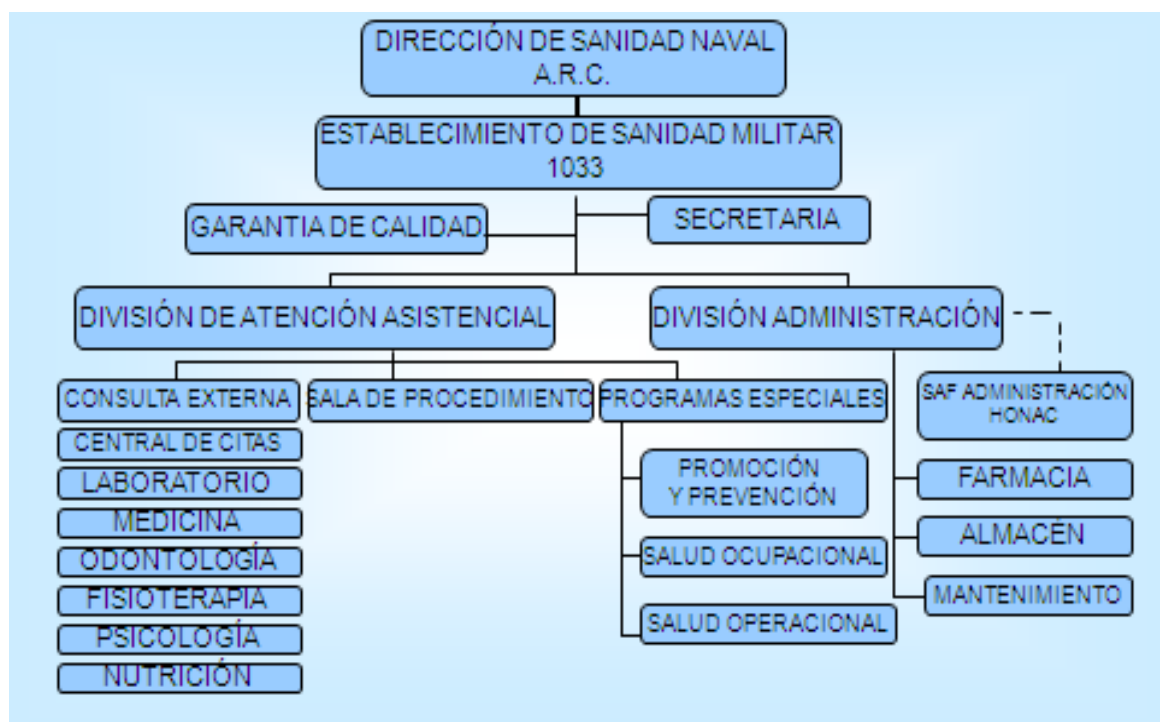 DIRECCIÓN DE SANIDAD NAVAL
A.R.C.
ESTABLECIMIENTO DE SANIDAD MILITAR
1033
GARANTIA DE CALIDAD
SECRETARIA
DIVISIÓN DE ATENCIÓN ASISTENCIAL
DIVISIÓN ADMINISTRACIÓN
CONSULTA EXTERNA
SALA DE PROCEDIMIENTO
PROGRAMAS ESPECIALES
SAF ADMINISTRACIÓN
HONAC
CENTRAL DE CITAS
LABORATORIO
MEDICINA
ODONTOLOGÍA
FISIOTERAPIA
PSICOLOGÍA
NUTRICIÓN
PROMOCIÓN
Y PREVENCIÓN
SALUD OCUPACIONAL
SALUD OPERACIONAL
FARMACIA
ALMACÉN
MANTENIMIENTO